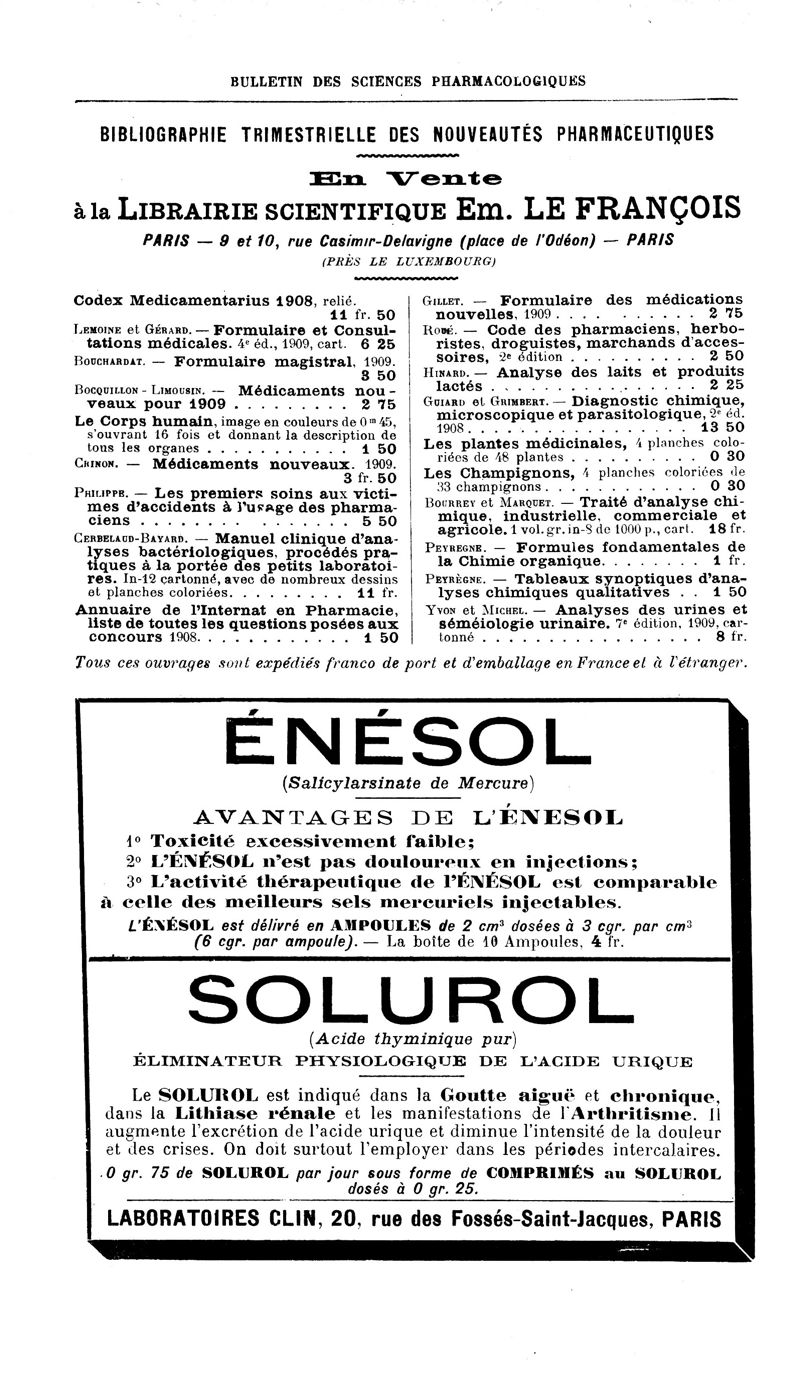 BULLETIN DES SCIENCES PHARMACOLOGIQUES
BIBLIOGRAPHIE TRIMESTRIELLE DES NOUVEAUTÉS PHARMACEUTIQUES
En Vente
à la LIBRAIRIE SCIENTIFIQUE Em. LE FRANÇOIS
PARIS — 9 et 10, rue Casimir-Delavigne (place de l'Odéon) — PARIS
(PRÈS LE LUXEMBOURG)
Codex Medicamentarius 1908, relié.
11 fr. 50
LEMOINE et GÉRARD. — Formulaire et Consul-
tations médicales. 4e éd., 1909, cart. 6 25
BOUCHARDAT. — Formulaire magistral, 1909.
3 50
BOCQUILLON-LIMOUSIN. — Médicaments nou-
veaux pour 1909 . . . . . . . . . 2 75
Le Corps humain, image en couleurs de 0m45,
s'ouvrant 16 fois et donnant la description de
tous les organes . . . . . . . . . . . 1 50
CRINON. — Médicaments nouveaux. 1909.
3 fr. 50
PHILIPPE. — Les premiers soins aux victi-
mes d'accidents à l'usage des pharma-
ciens . . . . . . . . . . . . . . . 5 50
CERBELAUD-BAYARD. — Manuel clinique d'ana-
lyses bactériologiques, procédés pra-
tiques à la portée des petits laboratoi-
res. In-12 cartonné, avec de nombreux dessins
et planches coloriées. . . . . . . . . 11 fr.
Annuaire de l'Internat en Pharmacie,
liste de toutes les questions posées aux
concours 1908. . . . . . . . . . . . 1 50
GILLET. — Formulaire des médications
nouvelles, 1909 . . . . . . . . . . 2 75
RODÉ. — Code des pharmaciens, herbo-
ristes, droguistes, marchands d'acces-
soires, 2e édition . . . . . . . . . . 2 50
HINARD. — Analyse des laits et produits
lactés . . . . . . . . . . . . . . . 2 25
GUIARD et GRIMBERT. — Diagnostic chimique,
microscopique et parasitologique, 2e éd.
1908 . . . . . . . . . . . . . . . . 13 50
Les plantes médicinales, 4 planches colo-
riées de 48 plantes . . . . . . . . . . 0 30
Les Champignons, 4 planches coloriées de
33 champignons . . . . . . . . . . . . 0 30
BOURREY et MARQUET. — Traité d'analyse chi-
mique, industrielle, commerciale et
agricole. 1 vol. gr. in-8 de 1000 p., cart. 18 fr.
PEYREGNE. — Formules fondamentales de
la Chimie organique. . . . . . . . 1 fr.
PEYRÈGNE. — Tableaux synoptiques d'ana-
lyses chimiques qualitatives . . 1 50
YVON et MICHEL. — Analyses des urines et
séméiologie urinaire. 7e édition, 1909, car-
tonné . . . . . . . . . . . . . . . . . 8 fr.
Tous ces ouvrages sont expédiés franco de port et d'emballage en France et à l'étranger.
ÉNÉSOL
(Salicylarsinate de Mercure)
AVANTAGES DE L'ÉNESOL
1o Toxicité excessivement faible;
2o L'ÉNÉSOL n'est pas douloureux en injections;
3o L'activité thérapeutique de l'ÉNÉSOL est comparable
à celle des meilleurs sels mercuriels injectables.
L'ÉNÉSOL est délivré en AMPOULES de 2 cm3 dosées à 3 cgr. par cm3
(6 cgr. par ampoule). — La boîte de 10 Ampoules, 4 fr.
SOLUROL
(Acide thyminique pur)
ÉLIMINATEUR PHYSIOLOGIQUE DE L'ACIDE URIQUE
Le SOLUROL est indiqué dans la Goutte aiguë et chronique,
dans la Lithiase rénale et les manifestations de l'Arthritisme. Il
augmente l'excrétion de l'acide urique et diminue l'intensité de la douleur
et des crises. On doit surtout l'employer dans les périodes intercalaires.
0 gr. 75 de SOLUROL par jour sous forme de COMPRIMÉS au SOLUROL
dosés à 0 gr. 25.
LABORATOIRES CLIN, 20, rue des Fossés-Saint-Jacques, PARIS